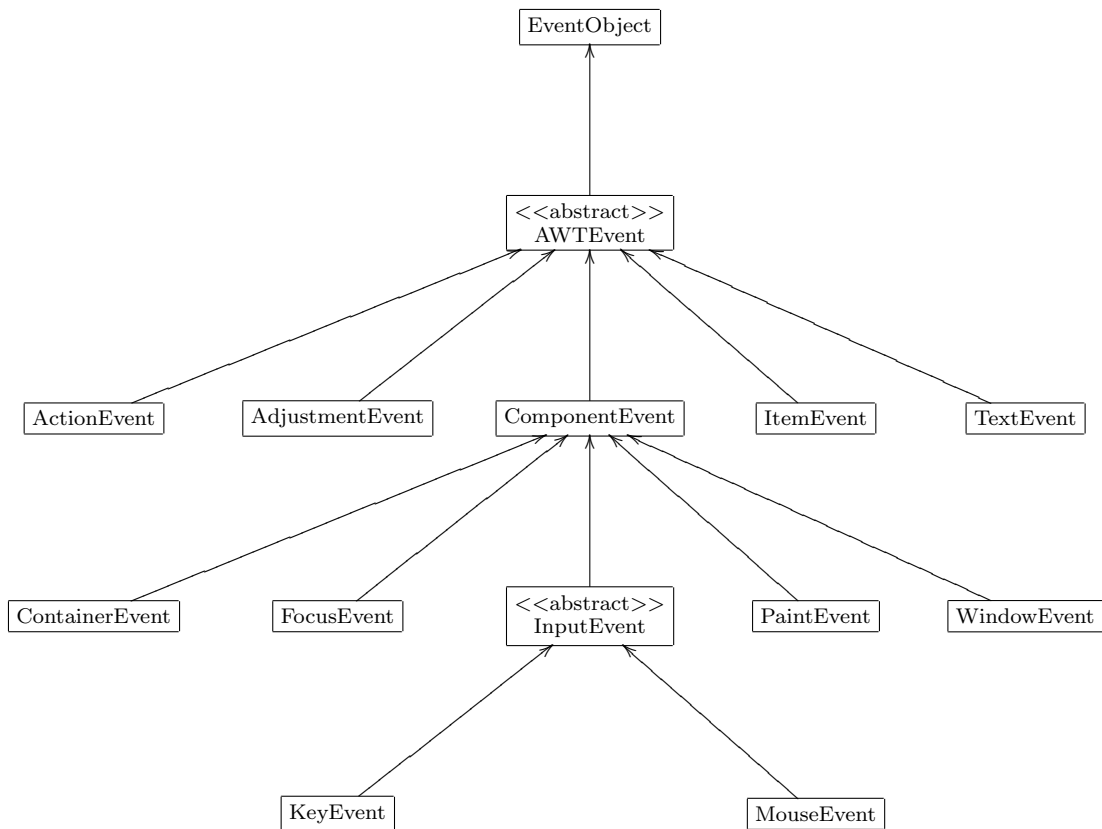 EventObject
<<abstract>>
AWTEvent
ActionEvent
AdjustmentEvent
ComponentEvent
ItemEvent
TextEvent
ContainerEvent
FocusEvent
<<abstract>>
InputEvent
PaintEvent
WindowEvent
KeyEvent
MouseEvent